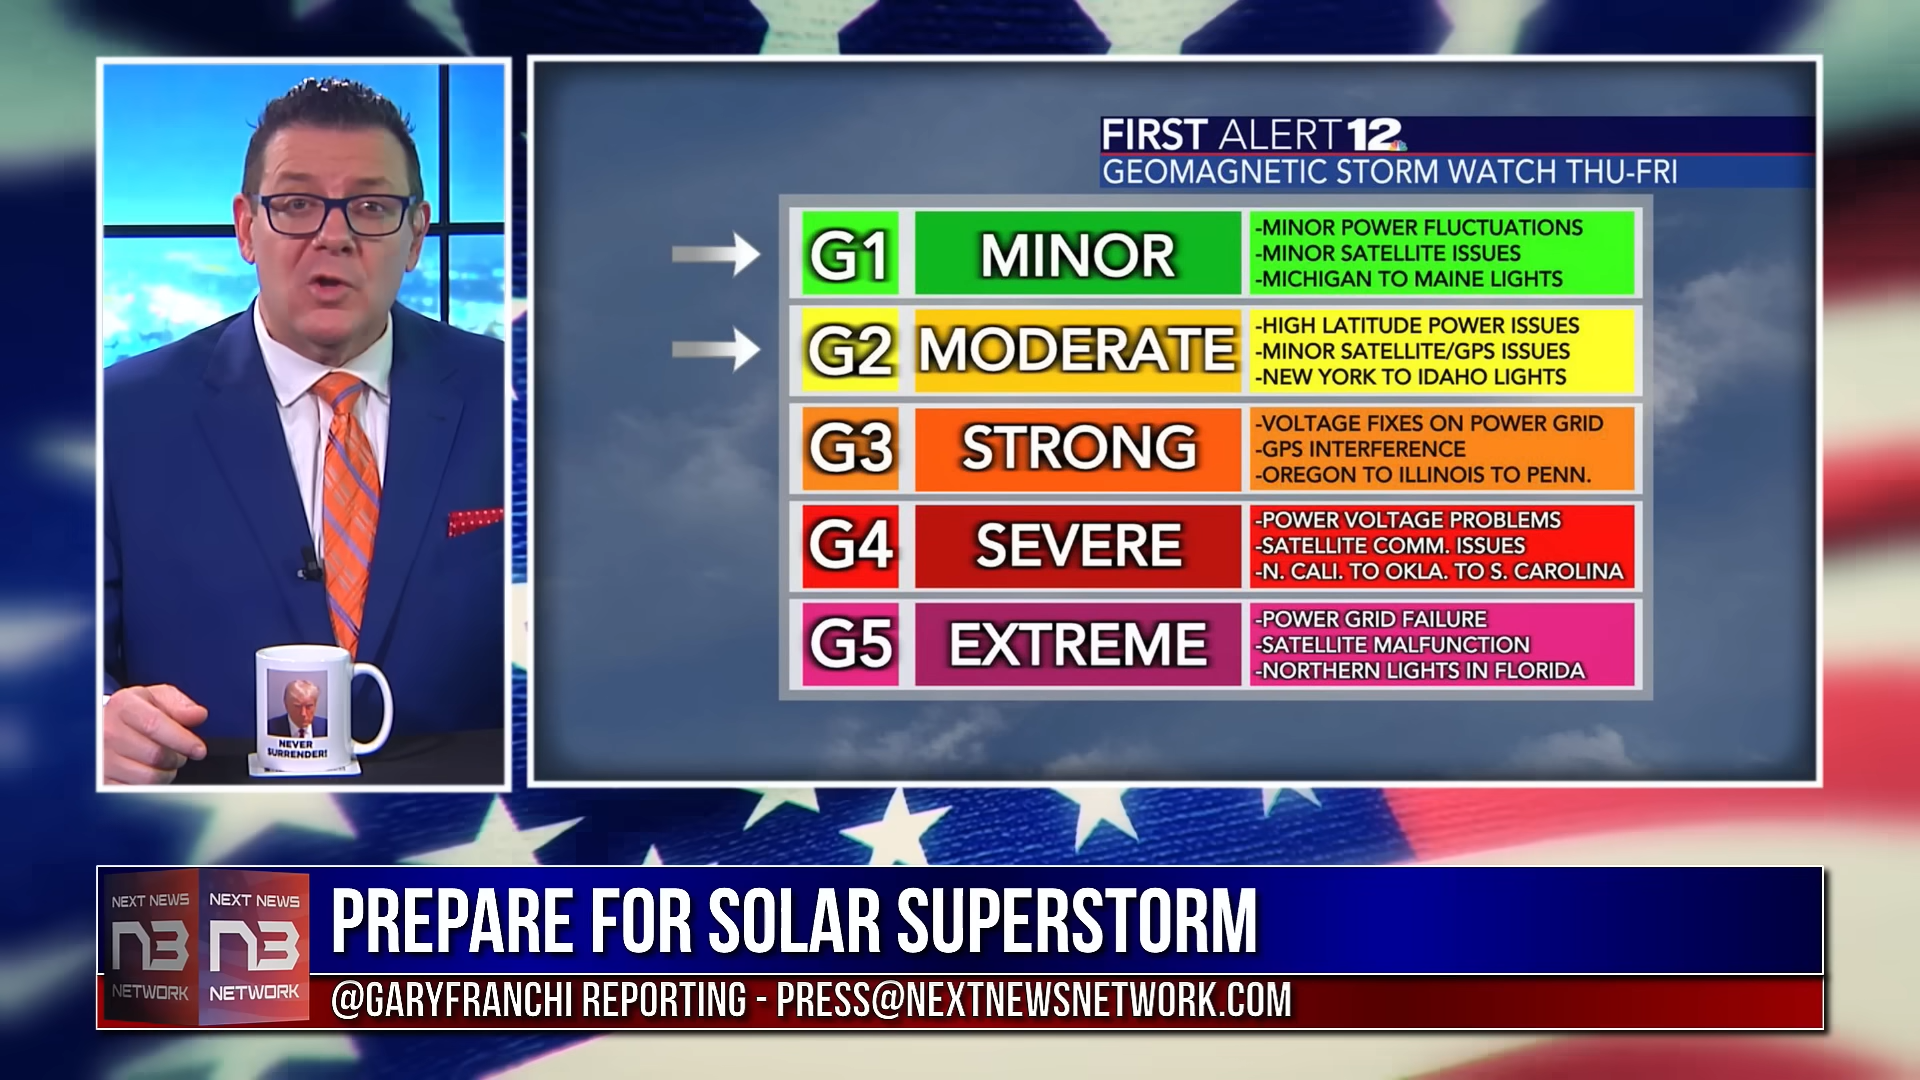 FIRST ALERT 12
GEOMAGNETIC STORM WATCH THU-FRI
G1
MINOR
-MINOR POWER FLUCTUATIONS
-MINOR SATELLITE ISSUES
-MICHIGAN TO MAINE LIGHTS
G2
MODERATE
-HIGH LATITUDE POWER ISSUES
-MINOR SATELLITE/GPS ISSUES
-NEW YORK TO IDAHO LIGHTS
G3
STRONG
-VOLTAGE FIXES ON POWER GRID
-GPS INTERFERENCE
-OREGON TO ILLINOIS TO PENN.
G4
SEVERE
-POWER VOLTAGE PROBLEMS
-SATELLITE COMM. ISSUES
-N. CALI. TO OKLA. TO S. CAROLINA
G5
EXTREME
-POWER GRID FAILURE
-SATELLITE MALFUNCTION
-NORTHERN LIGHTS IN FLORIDA
NEVER
SURRENDER!
NEXT NEWS
N3
NETWORK
NEXT NEWS
N3
NETWORK
PREPARE FOR SOLAR SUPERSTORM
@GARYFRANCHI REPORTING - PRESS@NEXTNEWSNETWORK.COM